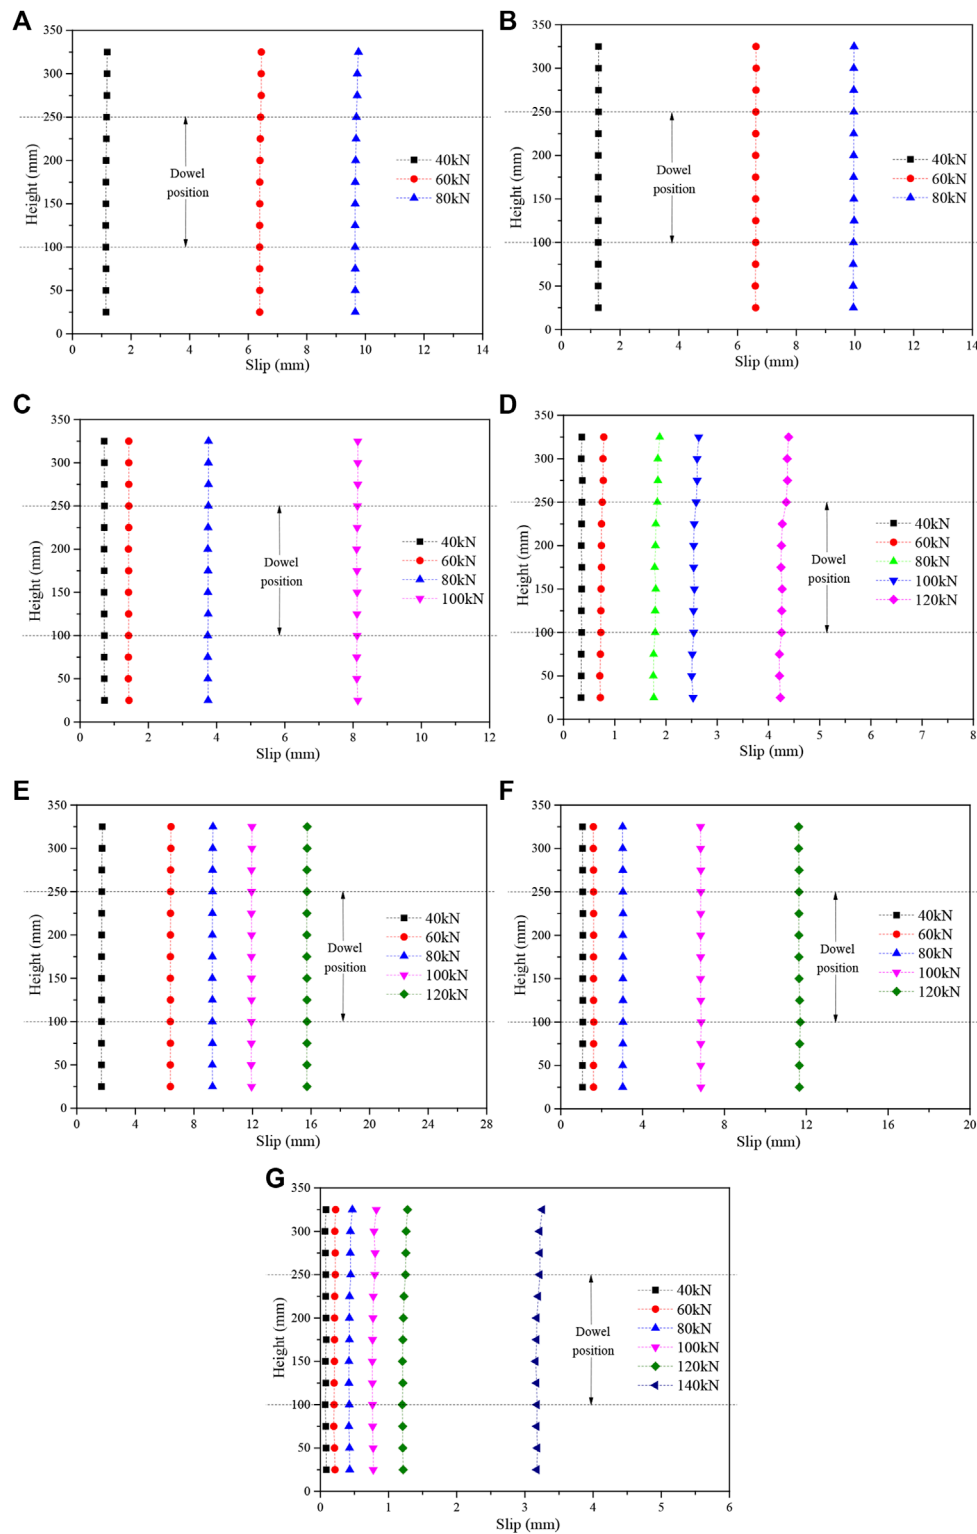 A
350
300
250
200
150
100
50
0
Height (mm)
Dowel
position
40kN
60kN
80kN
0 2 4 6 8 10 12 14
Slip (mm)
B
350
300
250
200
150
100
50
0
Height (mm)
Dowel
position
40kN
60kN
80kN
0 2 4 6 8 10 12 14
Slip (mm)
C
350
300
250
200
150
100
50
0
Height (mm)
Dowel
position
40kN
60kN
80kN
100kN
0 2 4 6 8 10 12
Slip (mm)
D
350
300
250
200
150
100
50
0
Height (mm)
Dowel
position
40kN
60kN
80kN
100kN
120kN
0 1 2 3 4 5 6 7 8
Slip (mm)
E
350
300
250
200
150
100
50
0
Height (mm)
Dowel
position
40kN
60kN
80kN
100kN
120kN
0 4 8 12 16 20 24 28
Slip (mm)
F
350
300
250
200
150
100
50
0
Height (mm)
Dowel
position
40kN
60kN
80kN
100kN
120kN
0 4 8 12 16 20
Slip (mm)
G
350
300
250
200
150
100
50
0
Height (mm)
Dowel
position
40kN
60kN
80kN
100kN
120kN
140kN
0 1 2 3 4 5 6
Slip (mm)